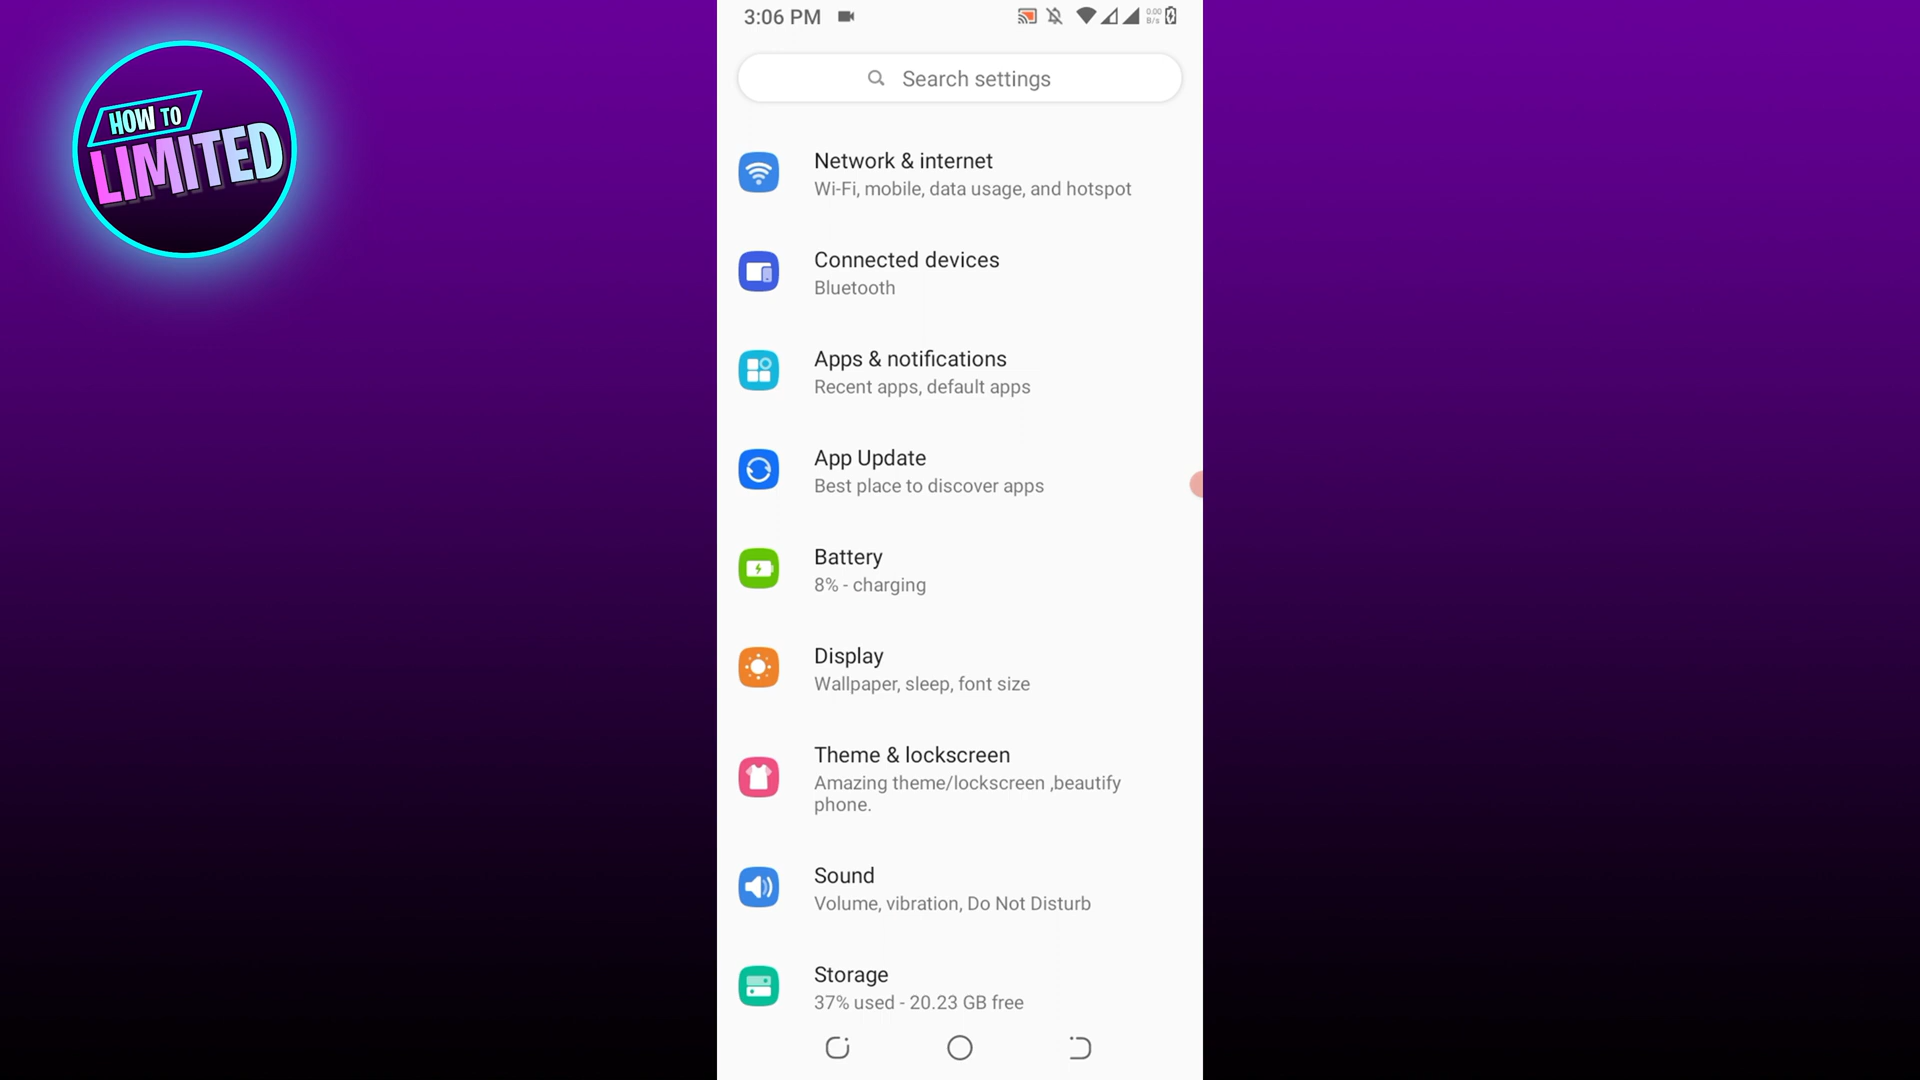 HOW TO
LIMITED
3:06 PM
0.00
B/s
Search settings
Network & internet
Wi-Fi, mobile, data usage, and hotspot
Connected devices
Bluetooth
Apps & notifications
Recent apps, default apps
App Update
Best place to discover apps
Battery
8% - charging
Display
Wallpaper, sleep, font size
Theme & lockscreen
Amazing theme/lockscreen ,beautify
phone.
Sound
Volume, vibration, Do Not Disturb
Storage
37% used - 20.23 GB free